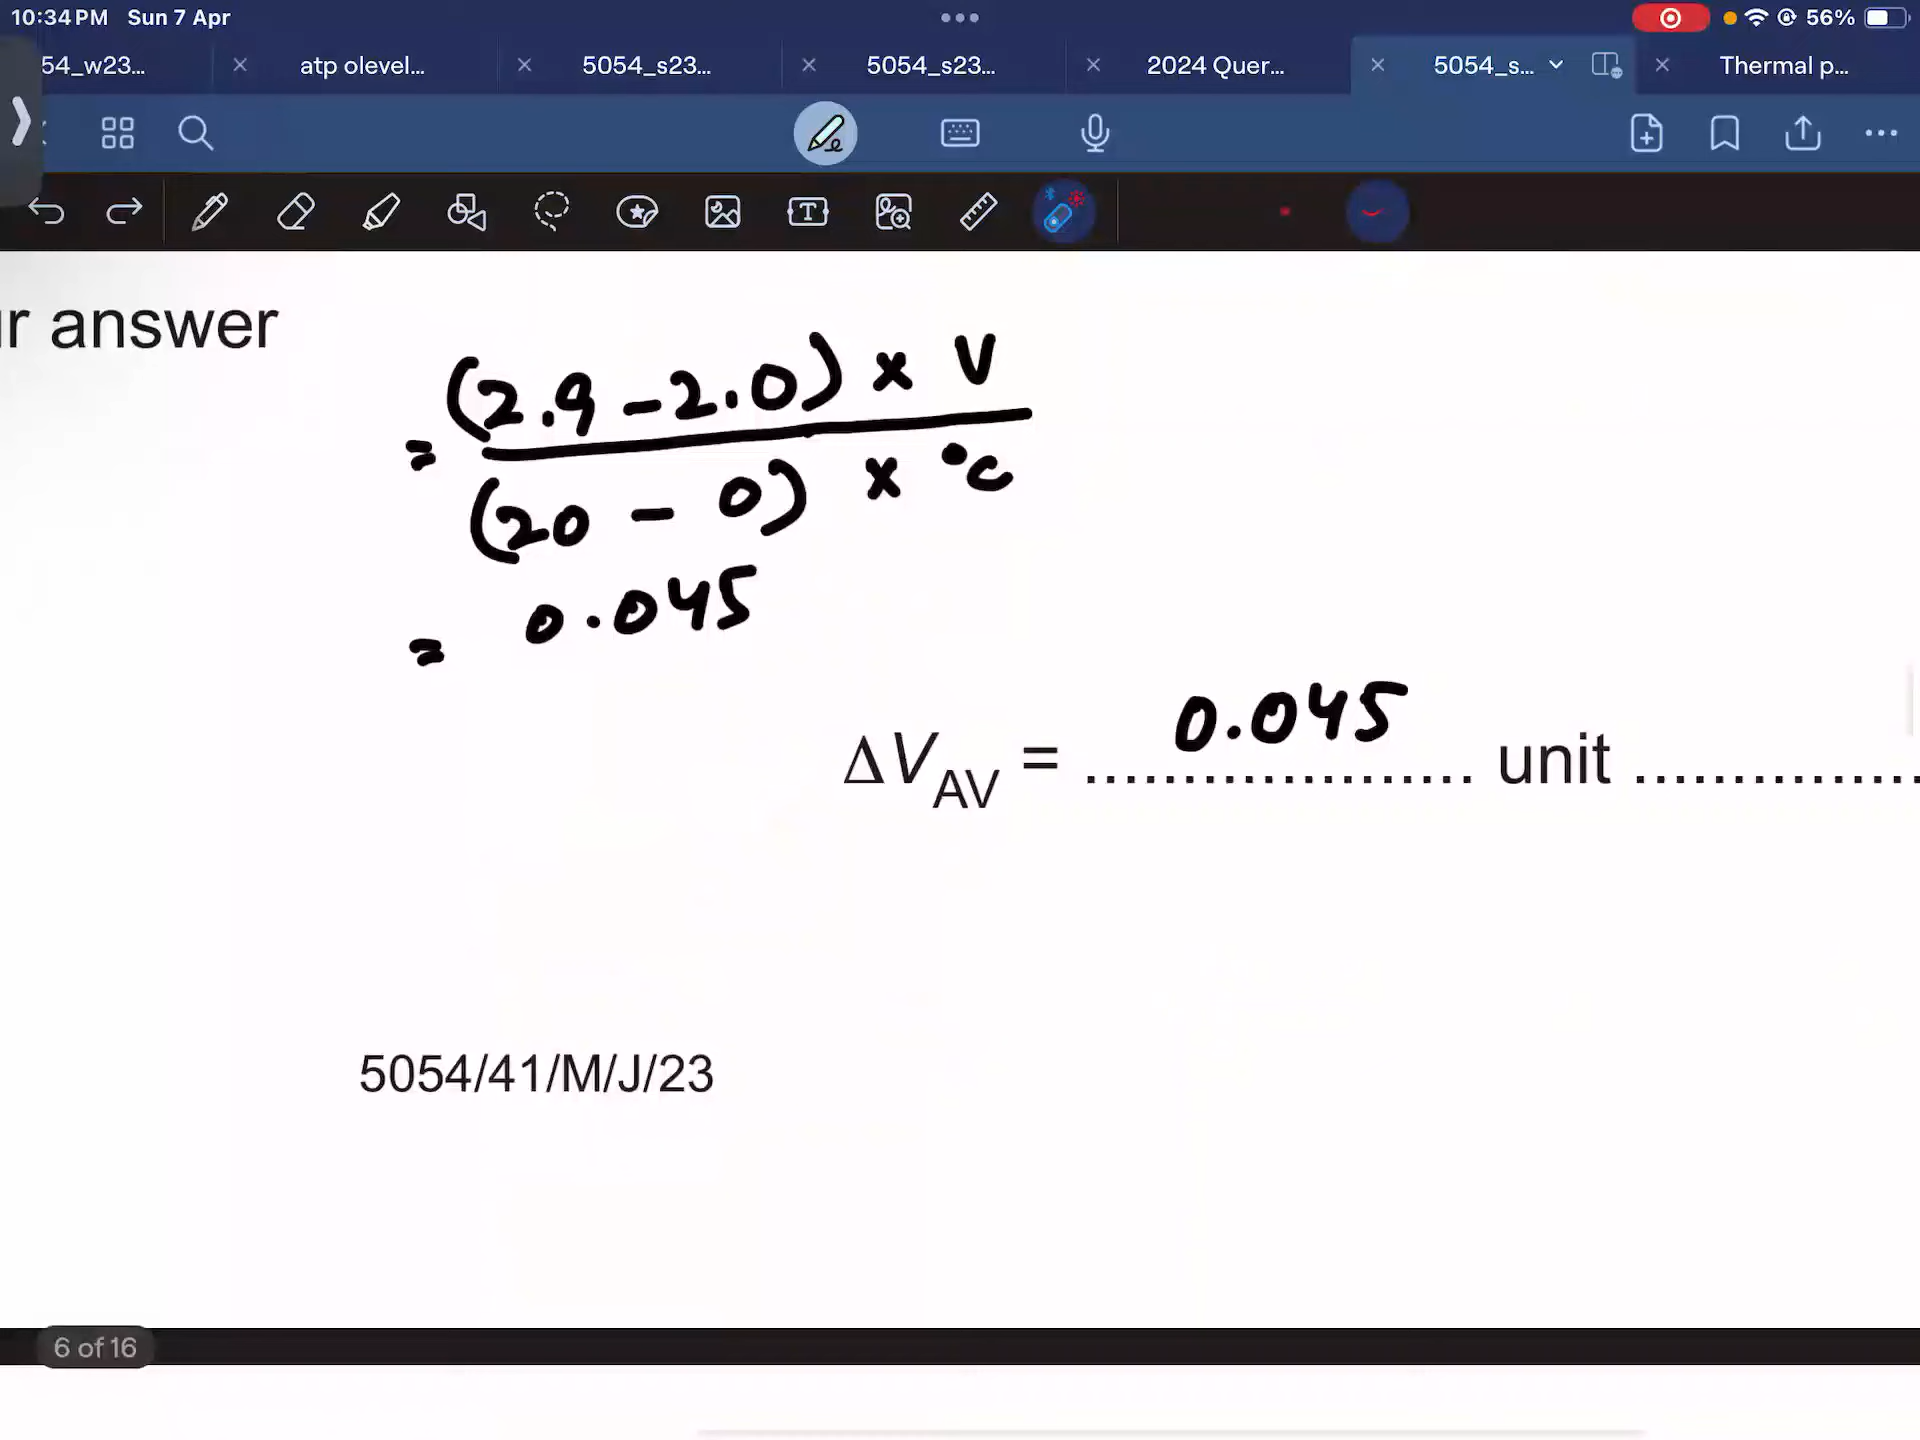 10:34 PM Sun 7 Apr
56%
54_w23...
atp olevel...
5054_s23...
5054_s23...
2024 Quer...
5054_s...
Thermal p...
r answer
= (2.9 - 2.0) × V
(20 - 0) × °C
= 0.045
ΔV_AV = 0.045 unit
5054/41/M/J/23
6 of 16